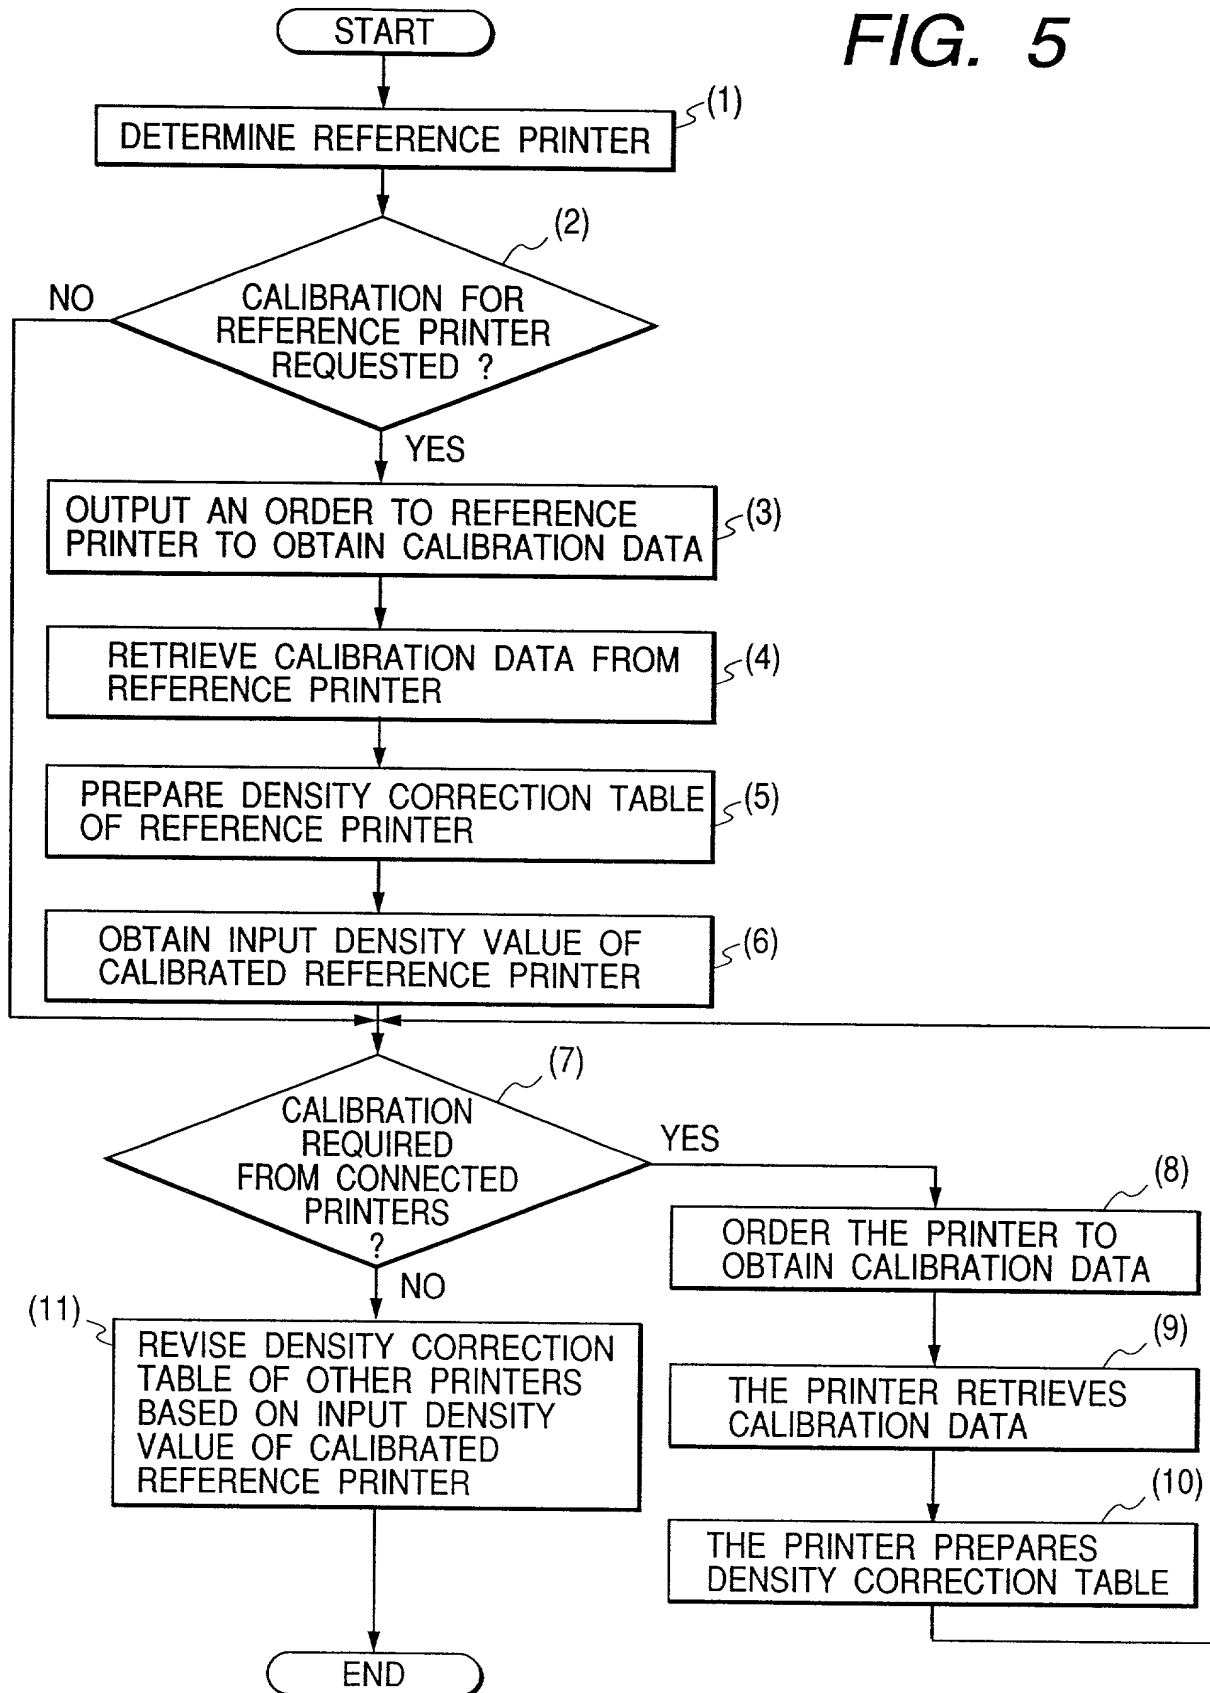 FIG. 5
START
(1)
DETERMINE REFERENCE PRINTER
(2)
NO
CALIBRATION FOR
REFERENCE PRINTER
REQUESTED ?
YES
OUTPUT AN ORDER TO REFERENCE
PRINTER TO OBTAIN CALIBRATION DATA
(3)
RETRIEVE CALIBRATION DATA FROM
REFERENCE PRINTER
(4)
PREPARE DENSITY CORRECTION TABLE
OF REFERENCE PRINTER
(5)
OBTAIN INPUT DENSITY VALUE OF
CALIBRATED REFERENCE PRINTER
(6)
(7)
CALIBRATION
REQUIRED
FROM CONNECTED
PRINTERS
?
YES
NO
(8)
ORDER THE PRINTER TO
OBTAIN CALIBRATION DATA
(9)
THE PRINTER RETRIEVES
CALIBRATION DATA
(10)
THE PRINTER PREPARES
DENSITY CORRECTION TABLE
(11)
REVISE DENSITY CORRECTION
TABLE OF OTHER PRINTERS
BASED ON INPUT DENSITY
VALUE OF CALIBRATED
REFERENCE PRINTER
END